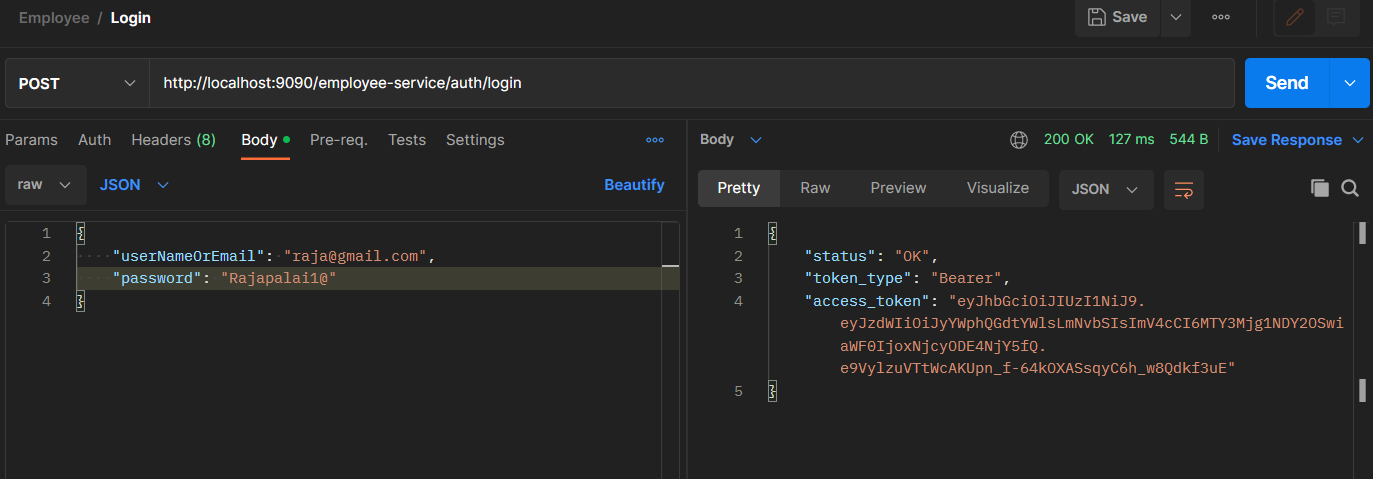 Employee / Login
Save
POST
http://localhost:9090/employee-service/auth/login
Send
Params Auth Headers (8) Body Pre-req. Tests Settings
raw JSON Beautify
1 {
2 "userNameOrEmail": "raja@gmail.com",
3 "password": "Rajapalai1@"
4 }
Body 200 OK 127 ms 544 B Save Response
Pretty Raw Preview Visualize JSON
1 {
2 "status": "OK",
3 "token_type": "Bearer",
4 "access_token": "eyJhbGciOiJIUzI1NiJ9.
eyJzdWIiOiJyYWphQGdtYWlsLmNvbSIsImV4cCI6MTY3Mjg1NDY2OSwi
aWF0IjoxNjcyODE4NjY5fQ.
e9VylzuVTtWcAKUpn_f-64kOXASsqyC6h_w8Qdkf3uE"
5 }